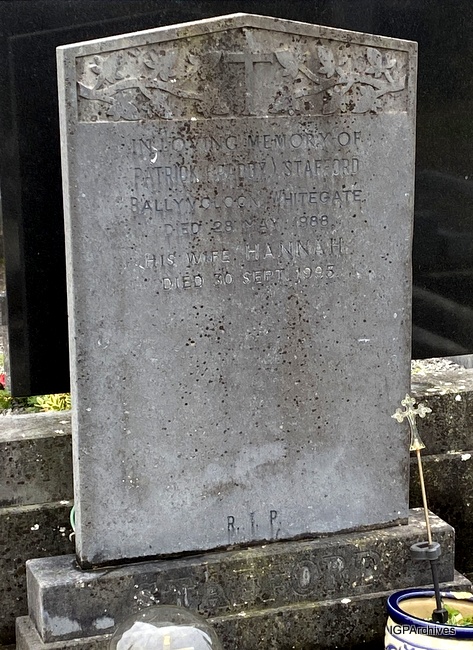 IN LOVING MEMORY OF
PATRICK (PADDY) STAFFORD
BALLYVOLOON, WHITEGATE.
DIED 28 MAY, 1986.
HIS WIFE HANNAH
DIED 30 SEPT. 1995
R.I.P.
STAFFORD
IGPArchives